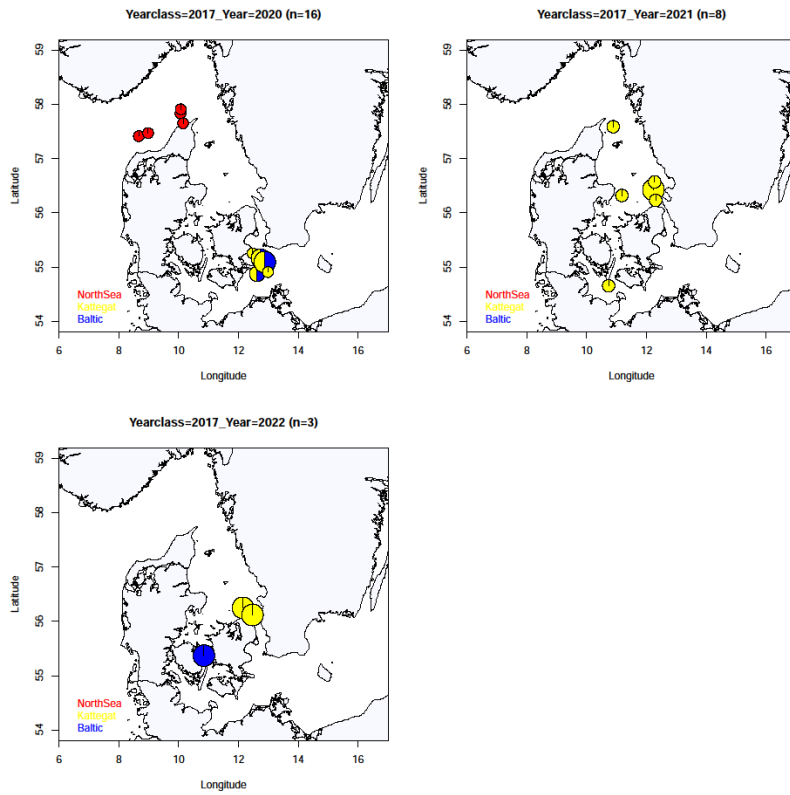 Yearclass=2017_Year=2020 (n=16)
59
58
57
56
55
54
Latitude
NorthSea
Kattegat
Baltic
6 8 10 12 14 16
Longitude
Yearclass=2017_Year=2021 (n=8)
59
58
57
56
55
54
Latitude
NorthSea
Kattegat
Baltic
6 8 10 12 14 16
Longitude
Yearclass=2017_Year=2022 (n=3)
59
58
57
56
55
54
Latitude
NorthSea
Kattegat
Baltic
6 8 10 12 14 16
Longitude